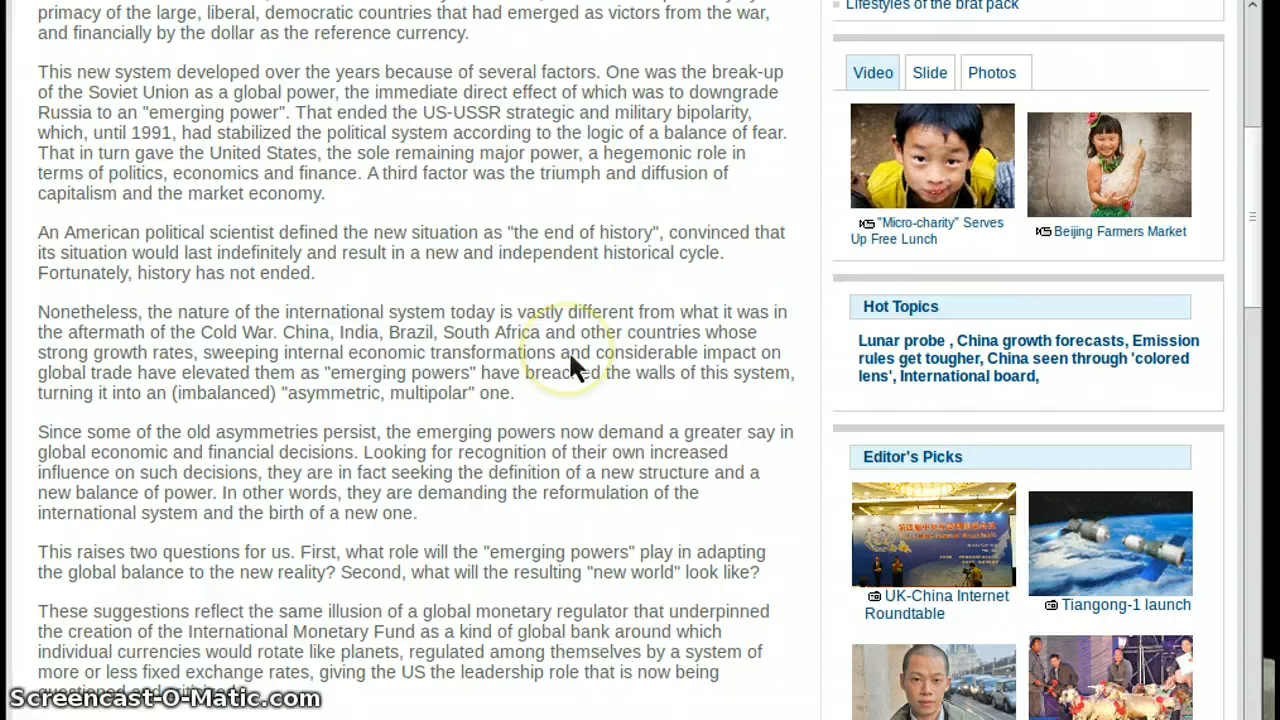 primacy of the large, liberal, democratic countries that had emerged as victors from the war,
and financially by the dollar as the reference currency.
This new system developed over the years because of several factors. One was the break-up
of the Soviet Union as a global power, the immediate direct effect of which was to downgrade
Russia to an "emerging power". That ended the US-USSR strategic and military bipolarity,
which, until 1991, had stabilized the political system according to the logic of a balance of fear.
That in turn gave the United States, the sole remaining major power, a hegemonic role in
terms of politics, economics and finance. A third factor was the triumph and diffusion of
capitalism and the market economy.
An American political scientist defined the new situation as "the end of history", convinced that
its situation would last indefinitely and result in a new and independent historical cycle.
Fortunately, history has not ended.
Nonetheless, the nature of the international system today is vastly different from what it was in
the aftermath of the Cold War. China, India, Brazil, South Africa and other countries whose
strong growth rates, sweeping internal economic transformations and considerable impact on
global trade have elevated them as "emerging powers" have breached the walls of this system,
turning it into an (imbalanced) "asymmetric, multipolar" one.
Since some of the old asymmetries persist, the emerging powers now demand a greater say in
global economic and financial decisions. Looking for recognition of their own increased
influence on such decisions, they are in fact seeking the definition of a new structure and a
new balance of power. In other words, they are demanding the reformulation of the
international system and the birth of a new one.
This raises two questions for us. First, what role will the "emerging powers" play in adapting
the global balance to the new reality? Second, what will the resulting "new world" look like?
These suggestions reflect the same illusion of a global monetary regulator that underpinned
the creation of the International Monetary Fund as a kind of global bank around which
individual currencies would rotate like planets, regulated among themselves by a system of
more or less fixed exchange rates, giving the US the leadership role that is now being
Screencast-O-Matic.com
Lifestyles of the brat pack
Video
Slide
Photos
"Micro-charity" Serves
Up Free Lunch
Beijing Farmers Market
Hot Topics
Lunar probe , China growth forecasts, Emission
rules get tougher, China seen through 'colored
lens', International board,
Editor's Picks
UK-China Internet
Roundtable
Tiangong-1 launch